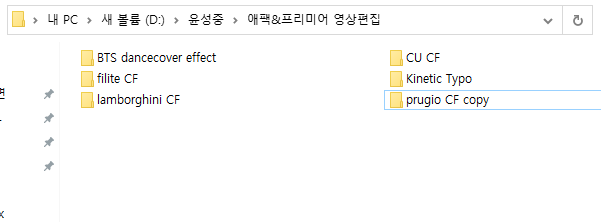 내 PC > 새 볼륨 (D:) > 윤성중 > 애팩&프리미어 영상편집
BTS dancecover effect
CU CF
filite CF
Kinetic Typo
lamborghini CF
prugio CF copy
면
x